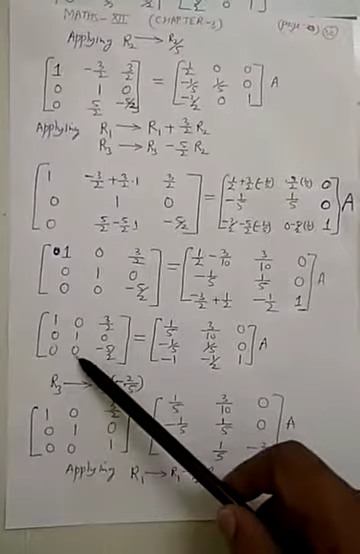 MATHS - XII (CHAPTER-3)
Applying R₂ → R₂/5
[1 -3/2 3/2; 0 1 0; 0 5/2 -5/2] = [1/2 0 0; -1/5 1/5 0; -1/2 0 1] A
Applying R₁ → R₁ + 3/2 R₂
R₃ → R₃ - 5/2 R₂
[1 -3/2+3/2·1 3/2; 0 1 0; 0 5/2-5/2·1 -5/2] =
[1 0 3/2; 0 1 0; 0 0 -5/2] = [1/2-3/10 3/10 0; -1/5 1/5 0; -1/2+1/2 -1/2 1] A
[1 0 3/2; 0 1 0; 0 0 -5/2] = [1/5 3/10 0; -1/5 1/5 0; -1 -1/2 1] A
R₃ → (-2/5)
[1 0 3/2; 0 1 0; 0 0 1] [1/5 3/10 0; -1/5 1/5 0; 1/5] A
Applying R₁ → R₁